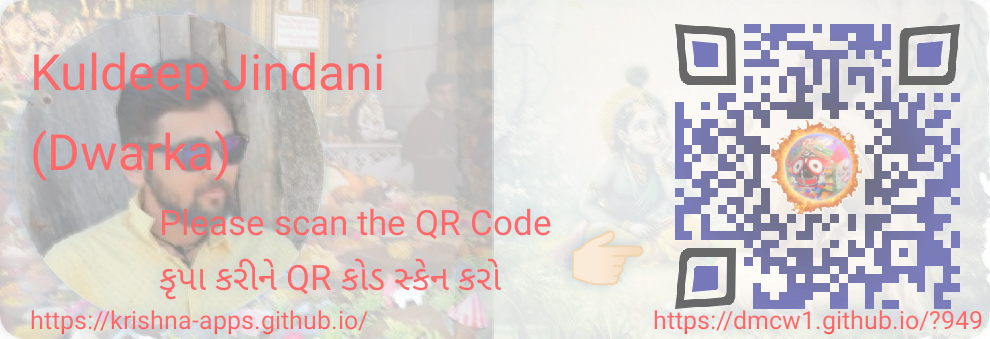 Kuldeep Jindani
(Dwarka)
Please scan the QR Code
કૃપા કરીને QR કોડ સ્કેન કરો
https://krishna-apps.github.io/
https://dmcw1.github.io/?949